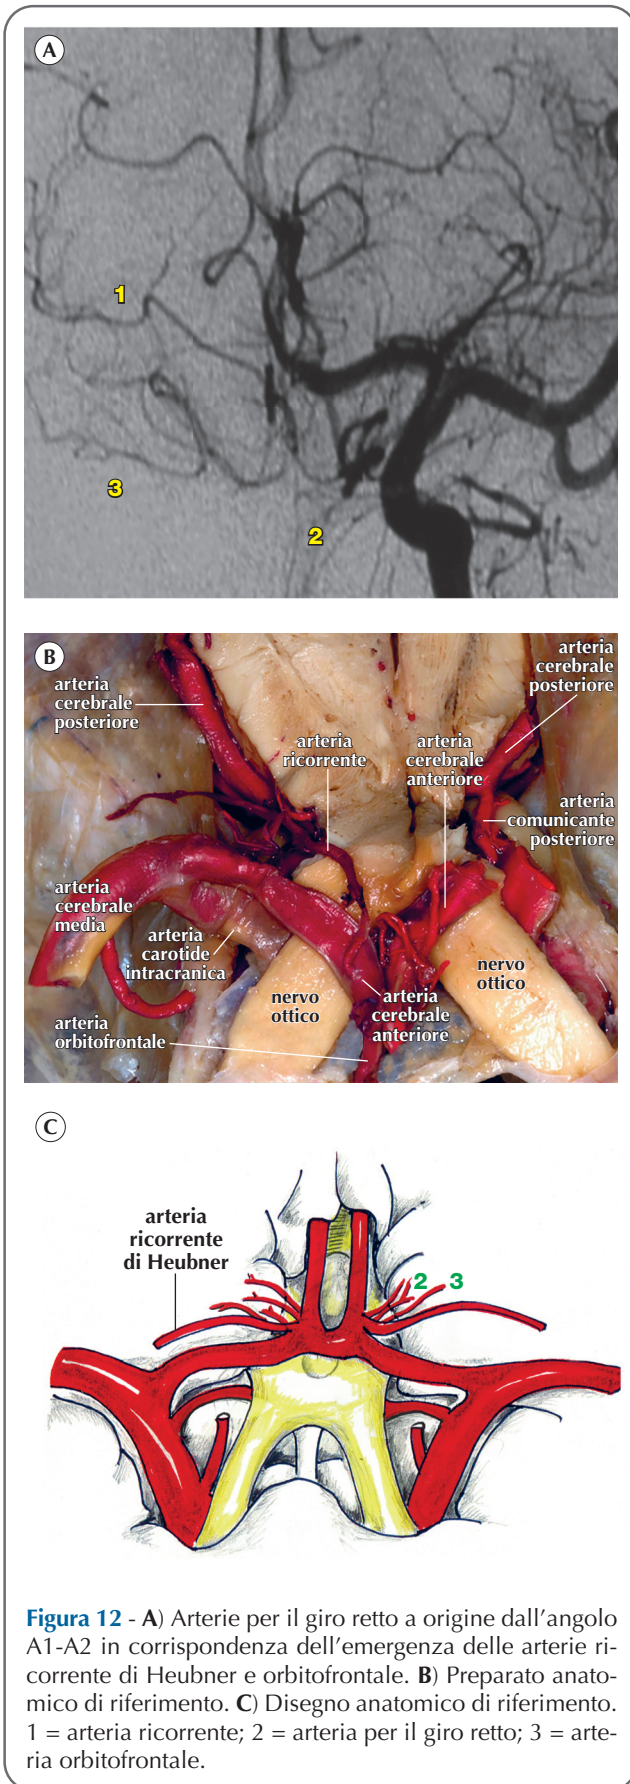 A
1
3
2
B
arteria
cerebrale
posteriore
arteria
cerebrale
posteriore
arteria
ricorrente
arteria
cerebrale
anteriore
arteria
comunicante
posteriore
arteria
cerebrale
media
arteria
carotide
intracranica
nervo
ottico
nervo
ottico
arteria
cerebrale
anteriore
arteria
orbitofrontale
C
arteria
ricorrente
di Heubner
2 3
Figura 12 - A) Arterie per il giro retto a origine dall'angolo
A1-A2 in corrispondenza dell'emergenza delle arterie ri-
corrente di Heubner e orbitofrontale. B) Preparato anato-
mico di riferimento. C) Disegno anatomico di riferimento.
1 = arteria ricorrente; 2 = arteria per il giro retto; 3 = arte-
ria orbitofrontale.